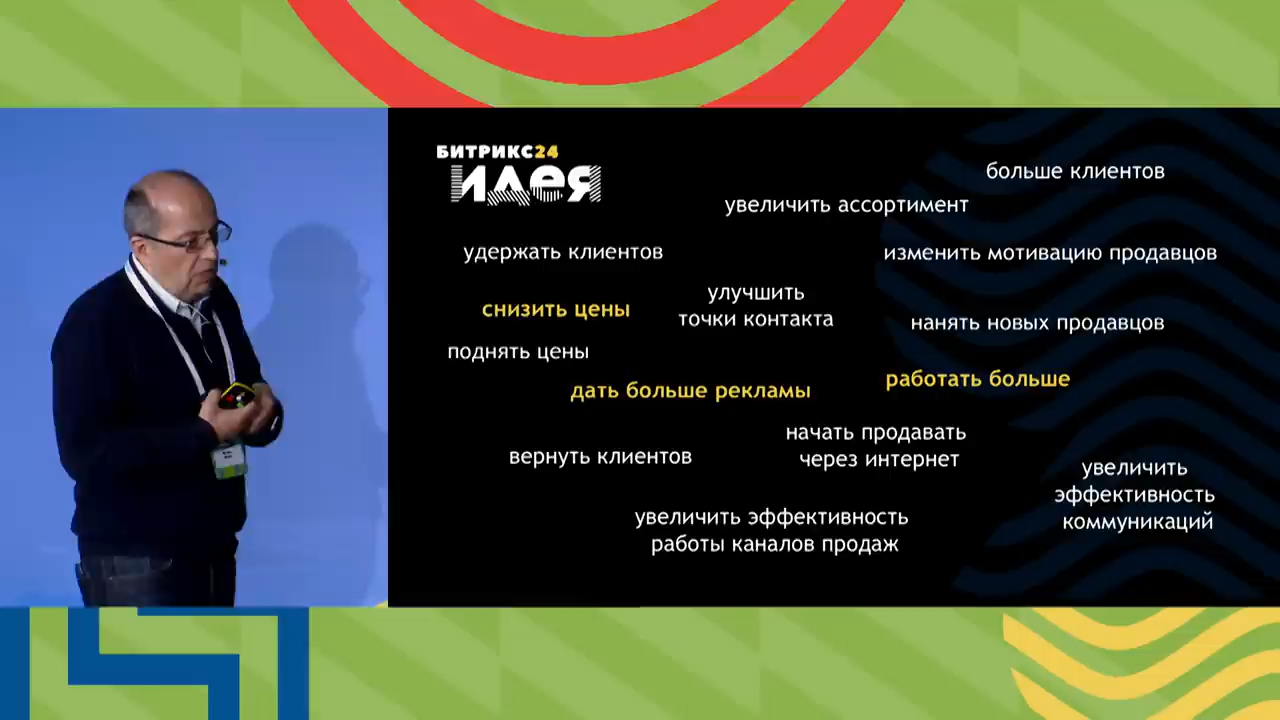 БИТРИКС24
идея
больше клиентов
увеличить ассортимент
удержать клиентов
изменить мотивацию продавцов
улучшить
точки контакта
снизить цены
нанять новых продавцов
поднять цены
работать больше
дать больше рекламы
начать продавать
через интернет
вернуть клиентов
увеличить
эффективность
коммуникаций
увеличить эффективность
работы каналов продаж